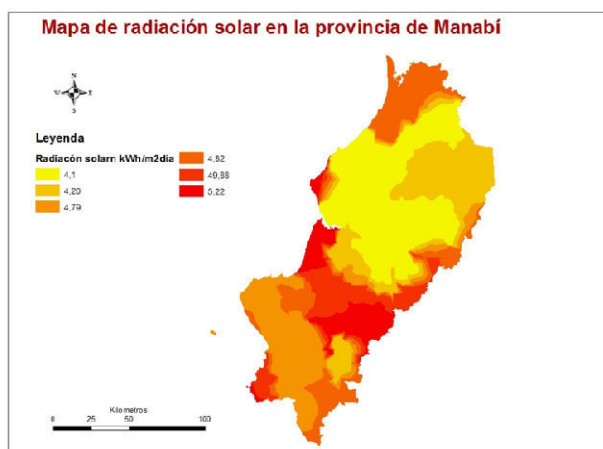 Mapa de radiación solar en la provincia de Manabí
N
W E
S
Leyenda
Radiacón solarn kWh/m2dia
4,1
4,20
4,79
4,82
49,88
5,22
Kilometros
0 25 50 100